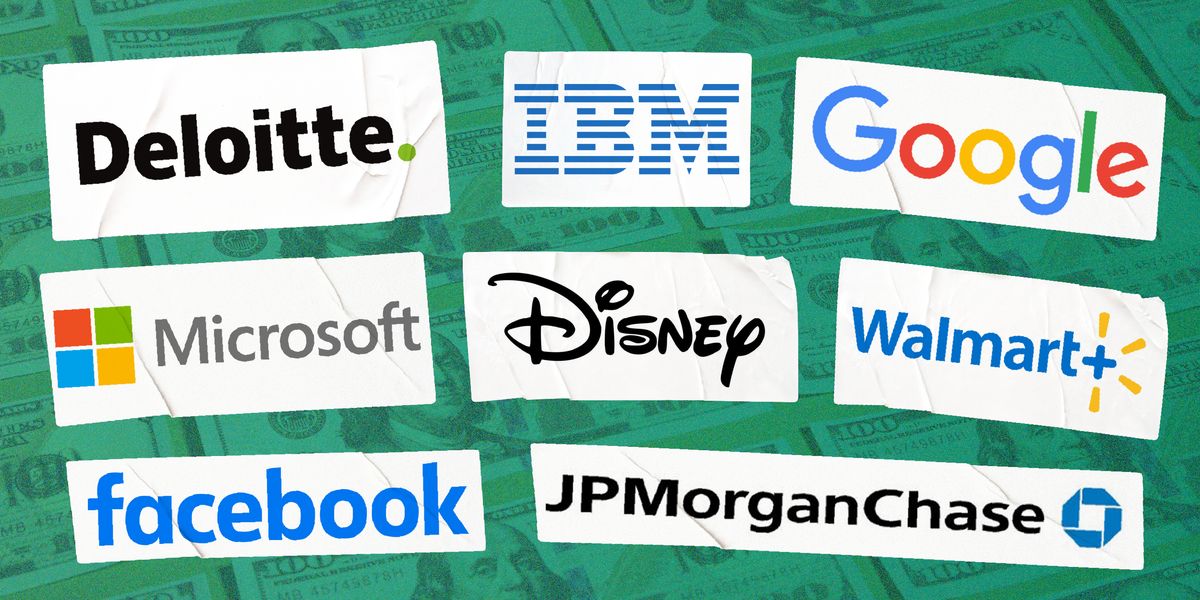 Deloitte.
IBM
Google
Microsoft
Disney
Walmart+
facebook
JPMorganChase